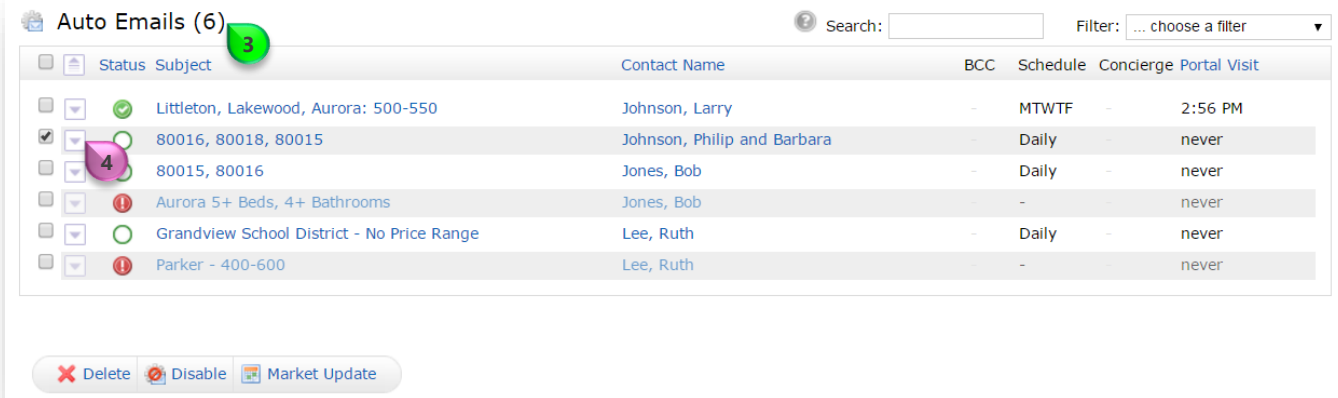 Auto Emails (6) 3 ? Search: Filter: ... choose a filter
Status Subject Contact Name BCC Schedule Concierge Portal Visit
Littleton, Lakewood, Aurora: 500-550 Johnson, Larry - MTWTF - 2:56 PM
80016, 80018, 80015 Johnson, Philip and Barbara - Daily - never
4 80015, 80016 Jones, Bob - Daily - never
! Aurora 5+ Beds, 4+ Bathrooms Jones, Bob - - - never
Grandview School District - No Price Range Lee, Ruth - Daily - never
! Parker - 400-600 Lee, Ruth - - - never
Delete Disable Market Update